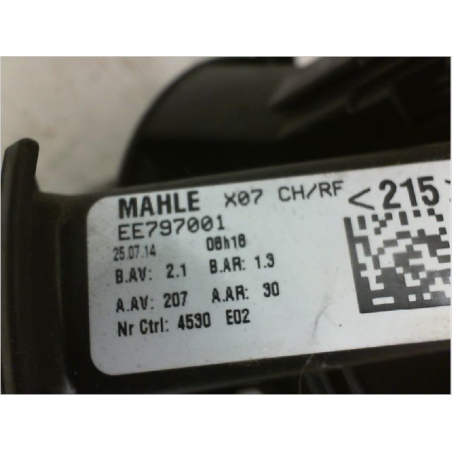 MAHLE X07 CH/RF <215
EE797001
25.07.14 06h16
B.AV: 2.1 B.AR: 1.3
A.AV: 207 A.AR: 30
Nr Ctrl: 4530 E02